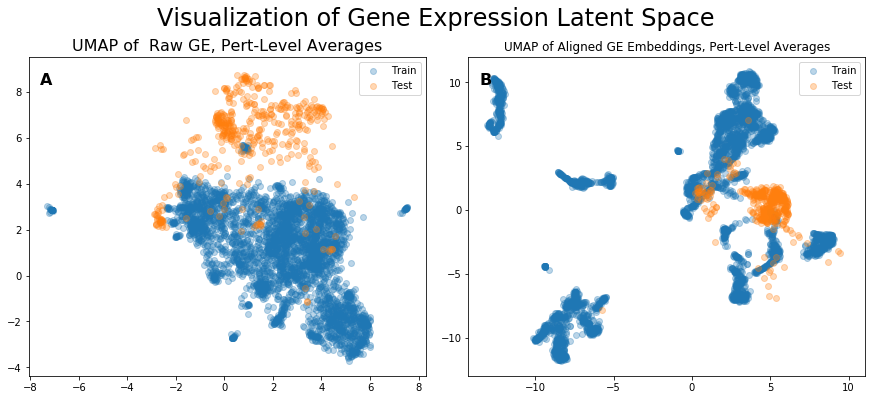 Visualization of Gene Expression Latent Space
UMAP of  Raw GE, Pert-Level Averages
A
Train
Test
8
6
4
2
0
−2
−4
−8
−6
−4
−2
0
2
4
6
8
UMAP of Aligned GE Embeddings, Pert-Level Averages
B
Train
Test
10
5
0
−5
−10
−10
−5
0
5
10